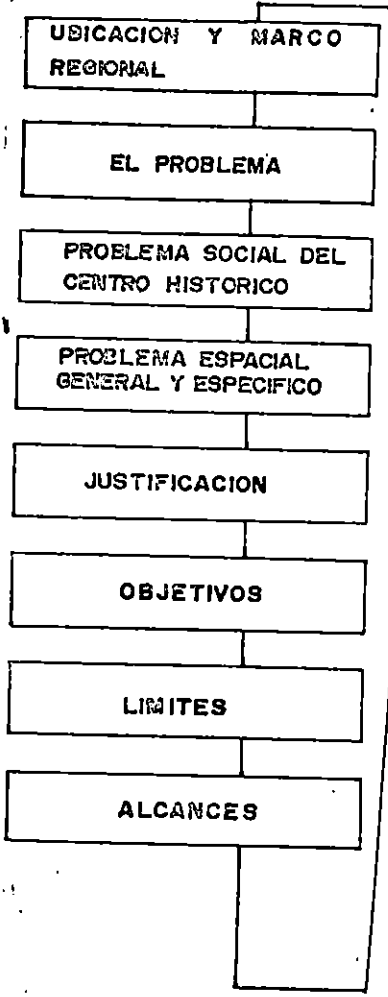 UBICACION Y MARCO
REGIONAL
EL PROBLEMA
PROBLEMA SOCIAL DEL
CENTRO HISTORICO
PROBLEMA ESPACIAL
GENERAL Y ESPECIFICO
JUSTIFICACION
OBJETIVOS
LIMITES
ALCANCES